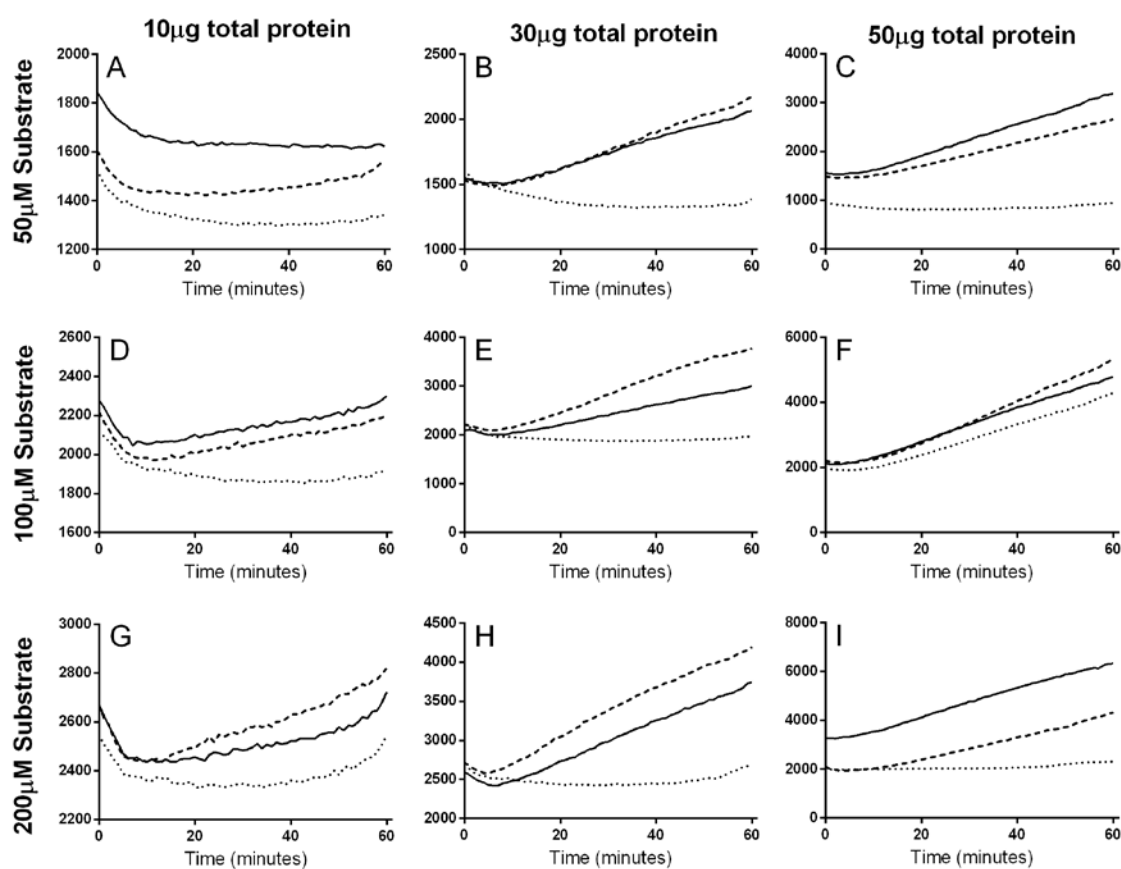 10μg total protein 30μg total protein 50μg total protein
50μM Substrate
A
2000
1800
1600
1400
1200
0 20 40 60
Time (minutes)
B
2500
2000
1500
1000
0 20 40 60
Time (minutes)
C
4000
3000
2000
1000
0
0 20 40 60
Time (minutes)
100μM Substrate
D
2600
2400
2200
2000
1800
1600
0 20 40 60
Time (minutes)
E
4000
3000
2000
1000
0
0 20 40 60
Time (minutes)
F
6000
4000
2000
0
0 20 40 60
Time (minutes)
200μM Substrate
G
3000
2800
2600
2400
2200
0 20 40 60
Time (minutes)
H
4500
4000
3500
3000
2500
2000
0 20 40 60
Time (minutes)
I
8000
6000
4000
2000
0
0 20 40 60
Time (minutes)